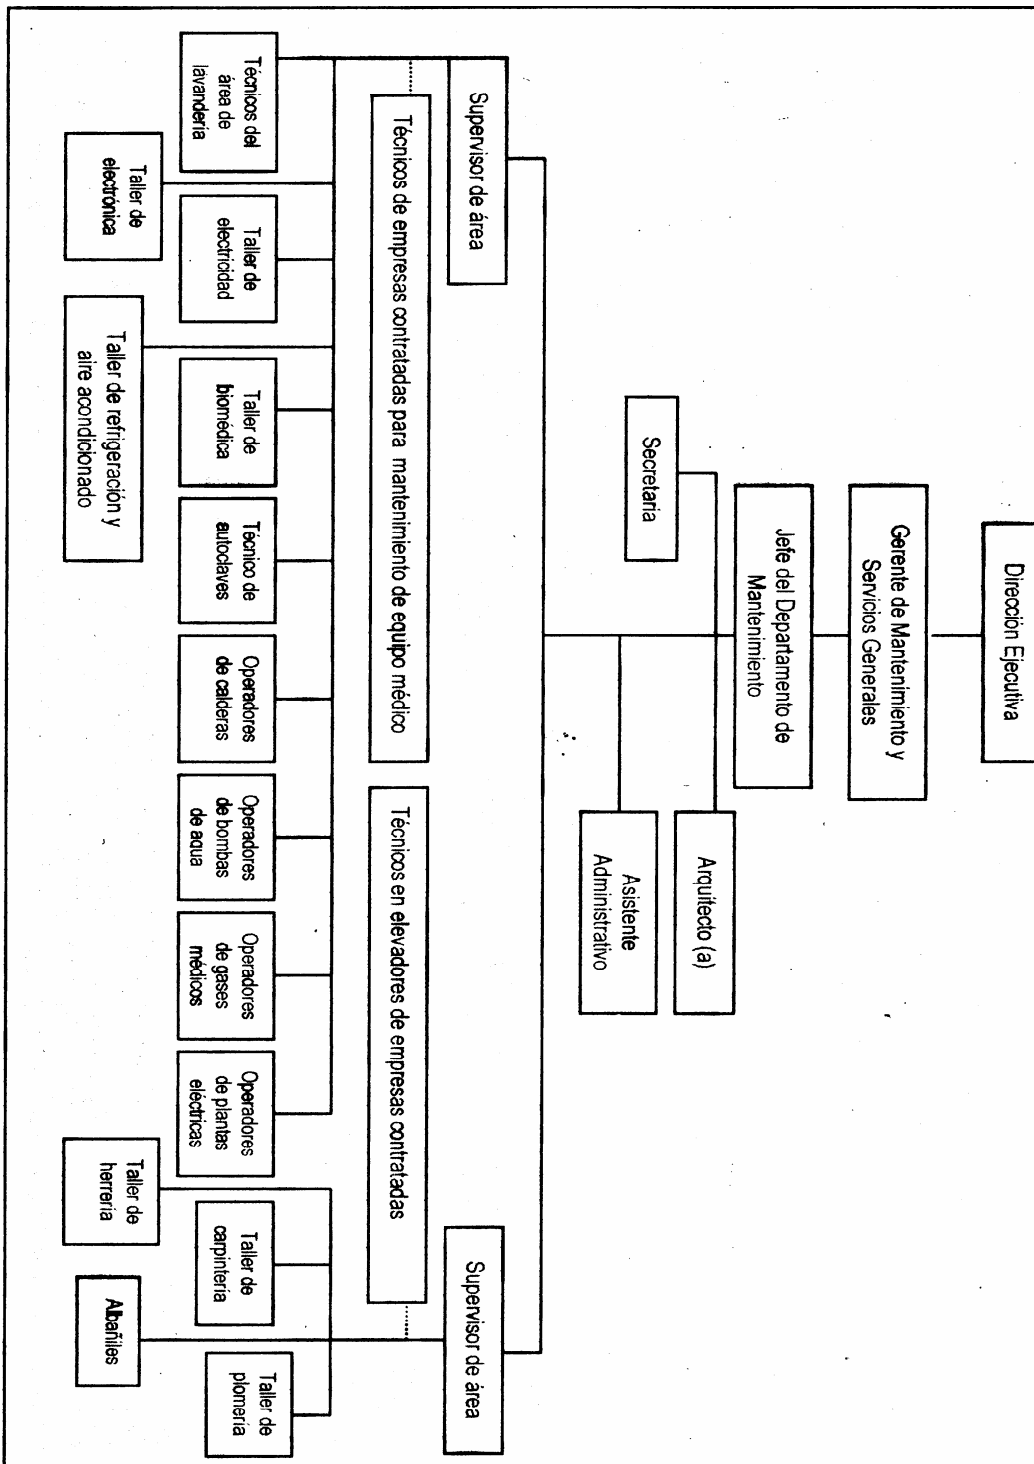 Dirección Ejecutiva
Gerente de Mantenimiento y
Servicios Generales
Jefe del Departamento de
Mantenimiento
Secretaria
Arquitecto (a)
Asistente
Administrativo
Supervisor de área
Supervisor de área
Técnicos de empresas contratadas para mantenimiento de equipo médico
Técnicos en elevadores de empresas contratadas
Técnicos del
área de
lavandería
Taller de
electricidad
Taller de
biomédica
Técnico de
autoclaves
Operadores
de calderas
Operadores
de bombas
de agua
Operadores
de gases
médicos
Operadores
de plantas
eléctricas
Taller de
carpintería
Taller de
plomería
Taller de
electrónica
Taller de refrigeración y
aire acondicionado
Taller de
herrería
Albañiles